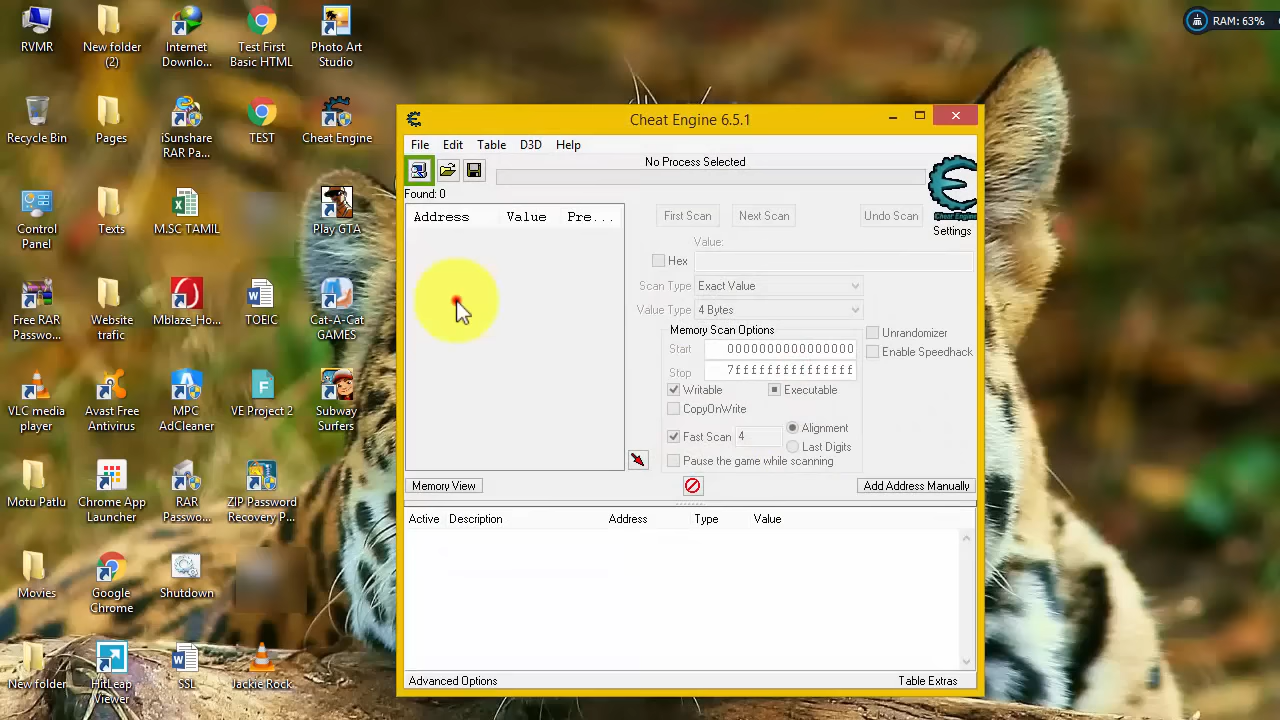 RVMR
New folder
(2)
Internet
Downlo...
Test First
Basic HTML
Photo Art
Studio
Recycle Bin
Pages
iSunshare
RAR Pa...
TEST
Cheat Engine
Control
Panel
Texts
M.SC TAMIL
Play GTA
Free RAR
Passwo...
Website
trafic
Mblaze_Ho...
TOEIC
Cat-A-Cat
GAMES
VLC media
player
Avast Free
Antivirus
MPC
AdCleaner
VE Project 2
Subway
Surfers
Motu Patlu
Chrome App
Launcher
RAR
Passwo...
ZIP Password
Recovery P...
Movies
Google
Chrome
Shutdown
New folder
HitLeap
Viewer
SSL
Jackie Rock
RAM: 63%
Cheat Engine 6.5.1
File Edit Table D3D Help
No Process Selected
Found: 0
Address Value Pre...
First Scan Next Scan Undo Scan
Cheat Engine
Settings
Value:
Hex
Scan Type Exact Value
Value Type 4 Bytes
Memory Scan Options
Start 0000000000000000
Stop 7fffffffffffffff
Writable Executable
CopyOnWrite
Fast Scan 4 Alignment
Last Digits
Pause the game while scanning
Unrandomizer
Enable Speedhack
Memory View Add Address Manually
Active Description Address Type Value
Advanced Options Table Extras